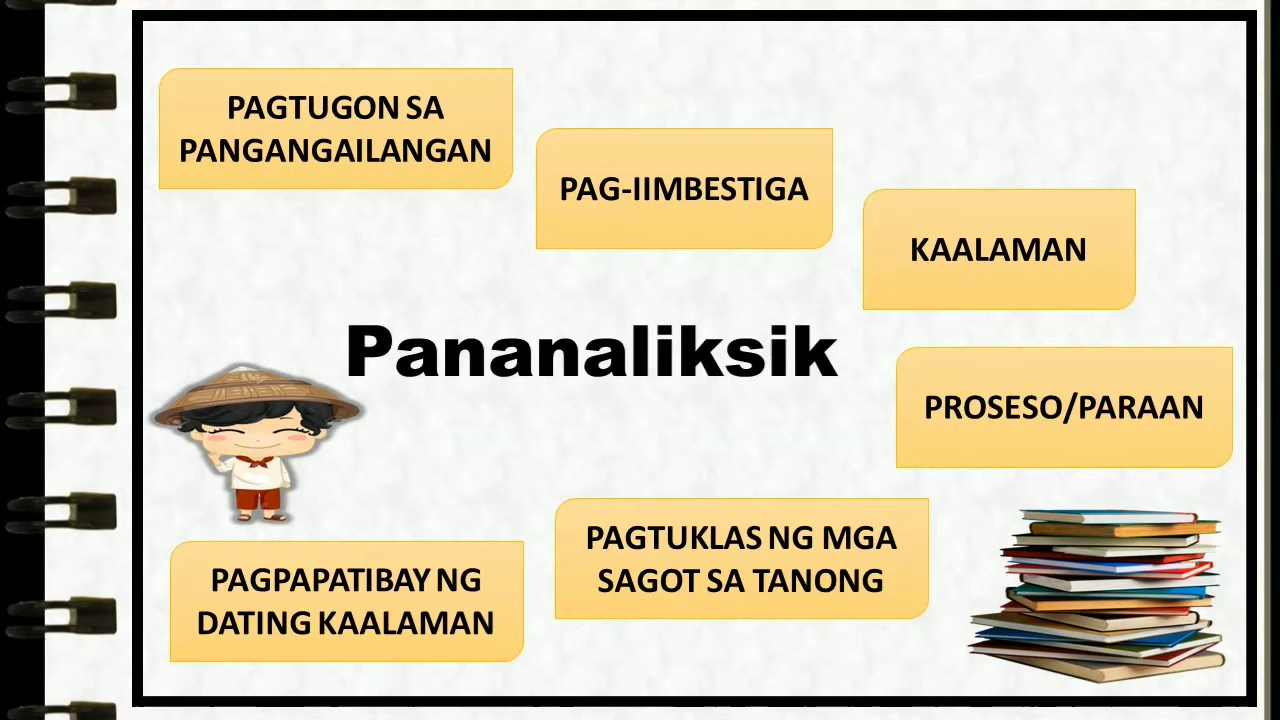 PAGTUGON SA
PANGANGAILANGAN
PAG-IIMBESTIGA
KAALAMAN
Pananaliksik
PROSESO/PARAAN
PAGTUKLAS NG MGA
SAGOT SA TANONG
PAGPAPATIBAY NG
DATING KAALAMAN